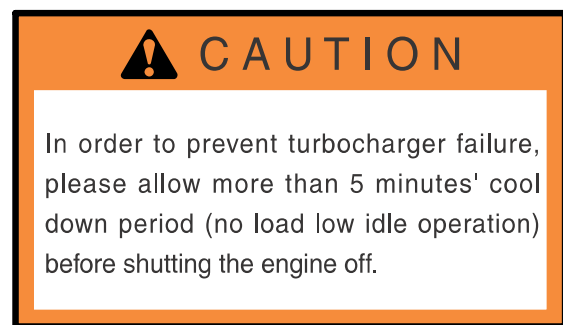 CAUTION
In order to prevent turbocharger failure,
please allow more than 5 minutes' cool
down period (no load low idle operation)
before shutting the engine off.